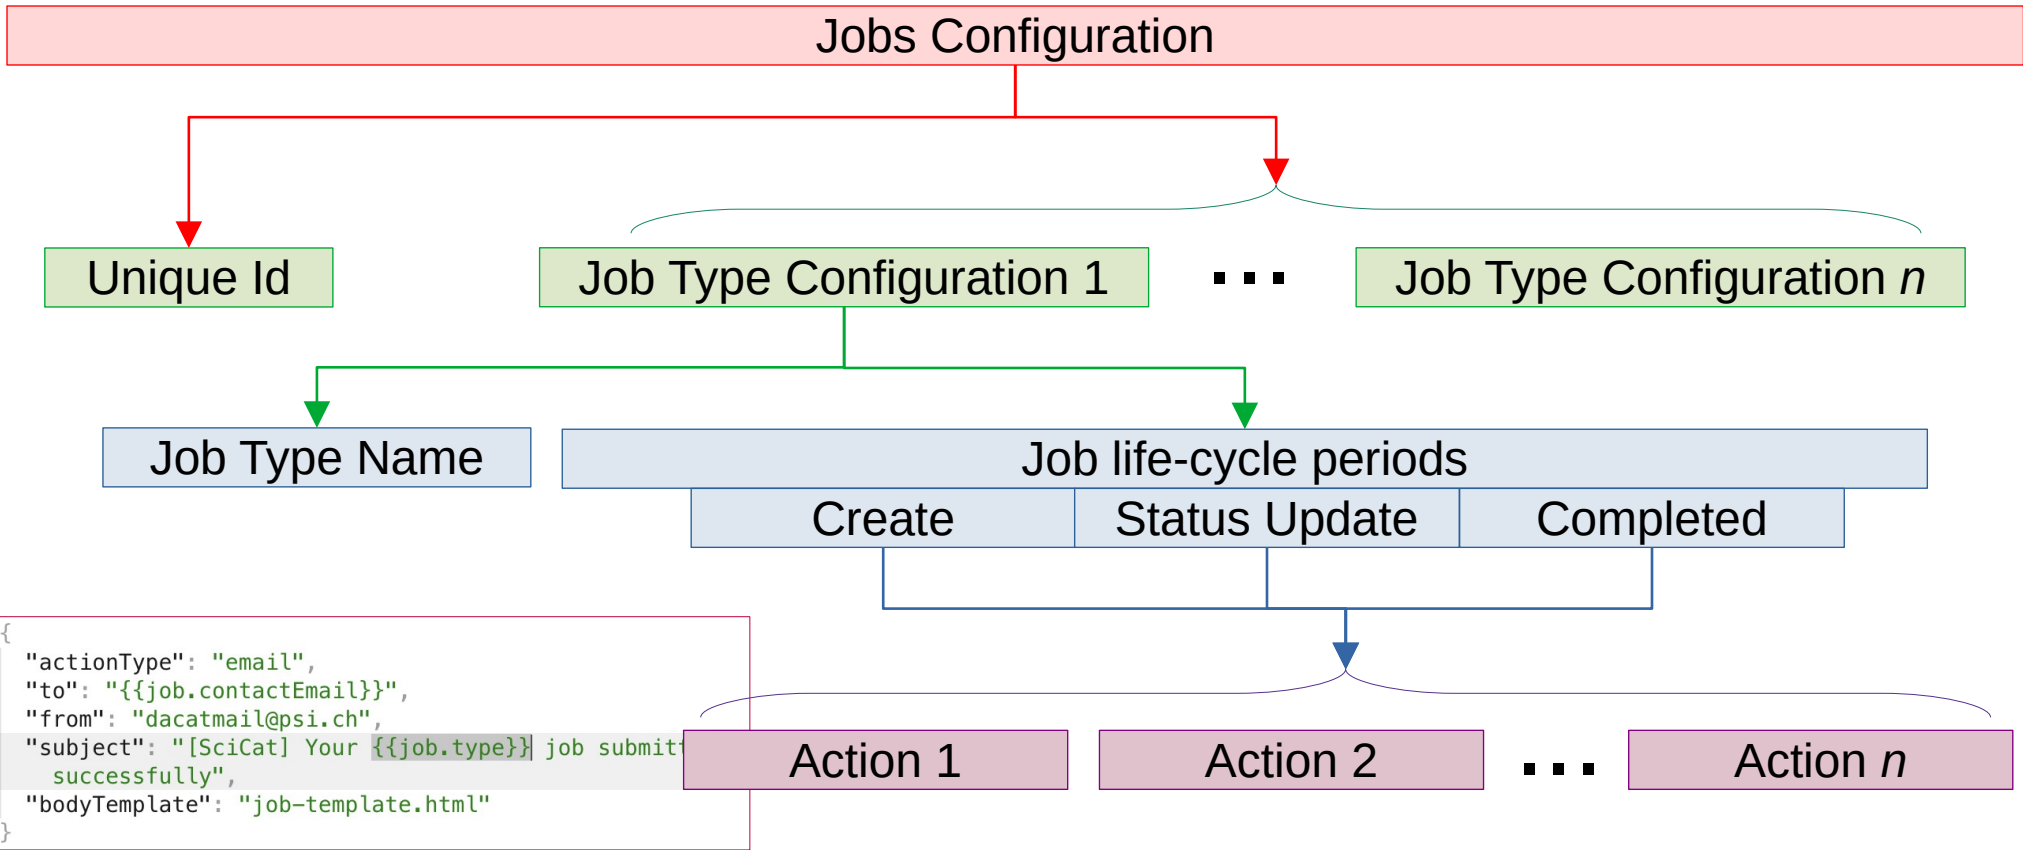 Jobs Configuration
Unique Id
Job Type Configuration 1
...
Job Type Configuration n
Job Type Name
Job life-cycle periods
Create
Status Update
Completed
{
"actionType": "email",
"to": "{{job.contactEmail}}",
"from": "dacatmail@psi.ch",
"subject": "[SciCat] Your {{job.type}} job
successfully",
"bodyTemplate": "job-template.html"
}
Action 1
Action 2
...
Action n